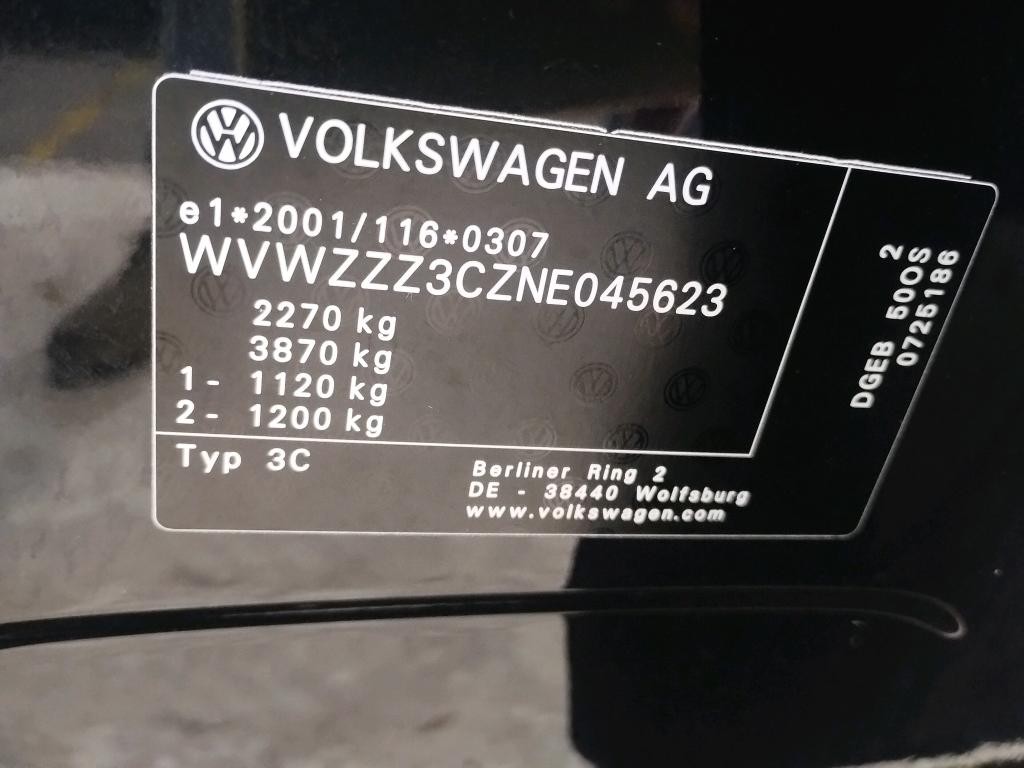 VOLKSWAGEN AG
e1*2001/116*0307
WVWZZZ3CZNE045623
2270 kg
3870 kg
1- 1120 kg
2- 1200 kg
Typ 3C
Berliner Ring 2
DE - 38440 Wolfsburg
www.volkswagen.com
DGEB 500S 2
0725186